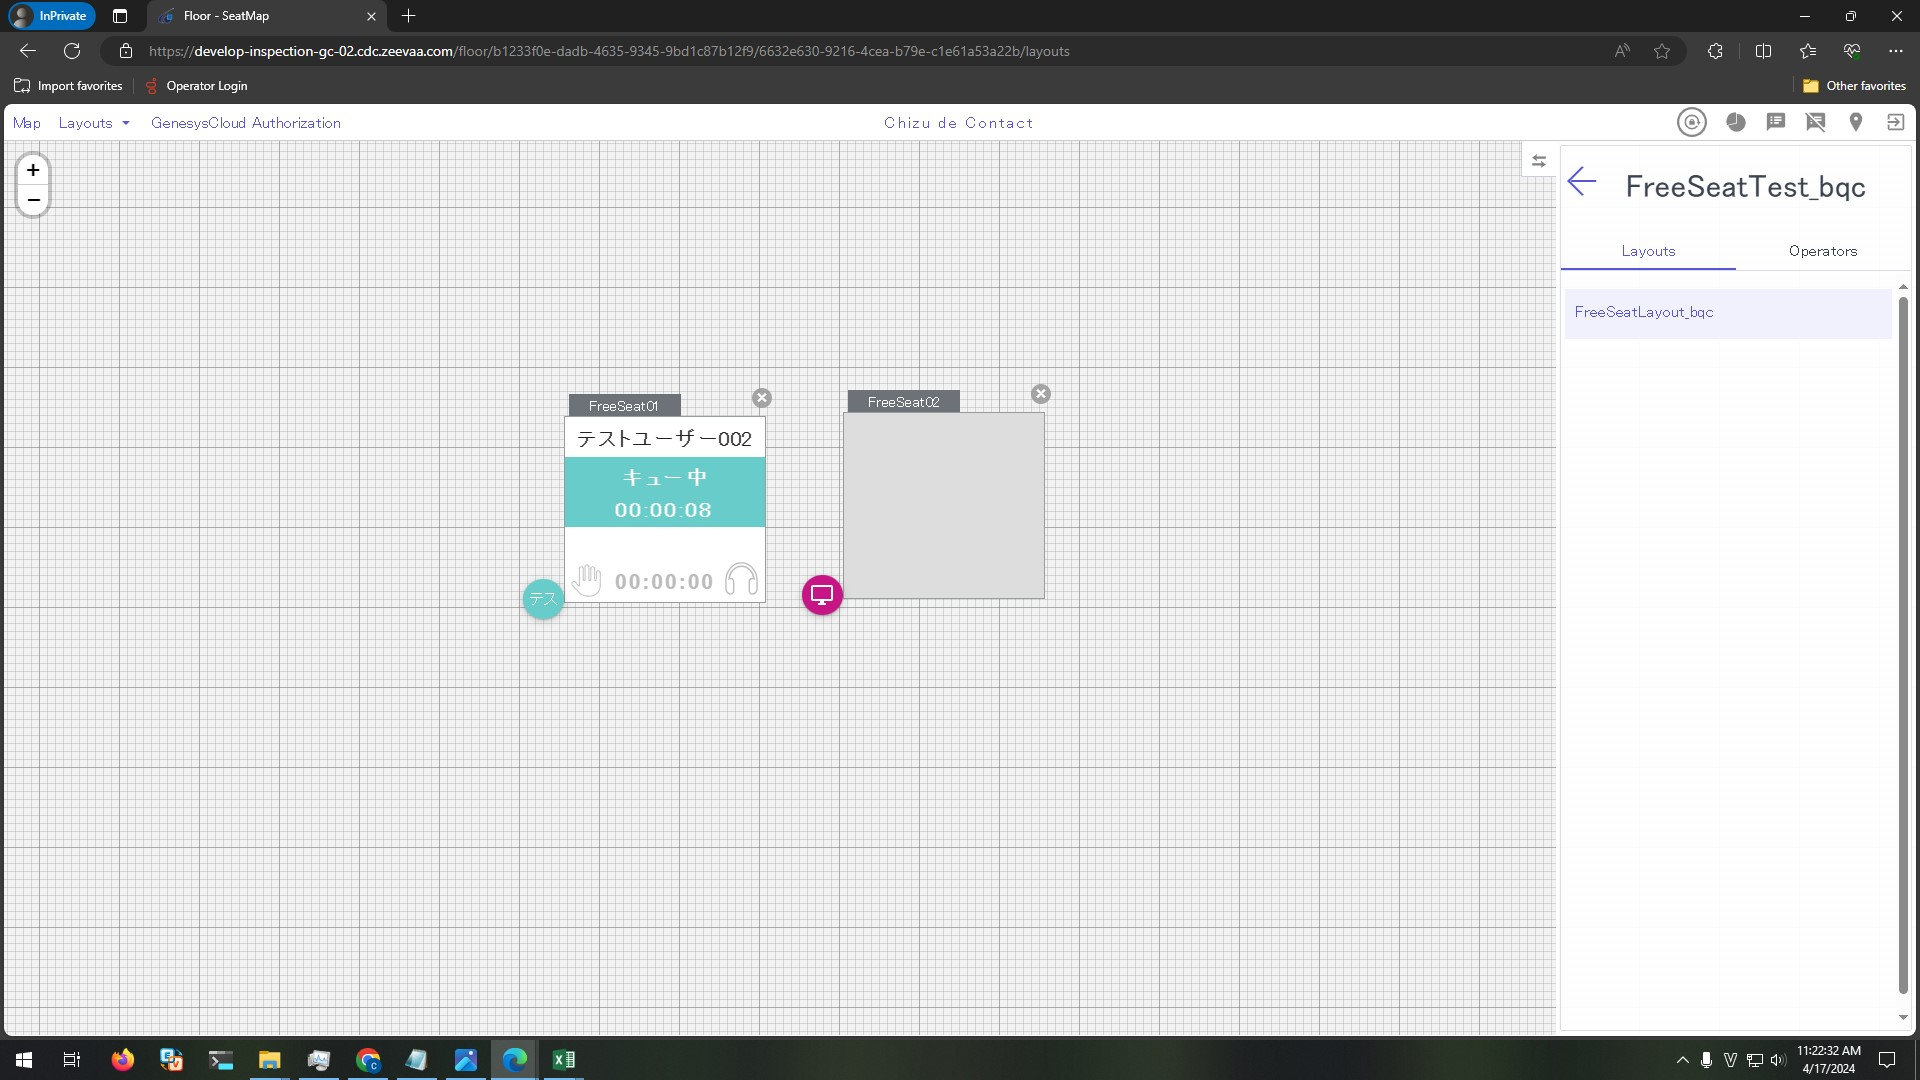 InPrivate
Floor - SeatMap
https://develop-inspection-gc-02.cdc.zeevaa.com/floor/b1233f0e-dadb-4635-9345-9bd1c87b12f9/6632e630-9216-4cea-b79e-c1e61a53a22b/layouts
Import favorites
Operator Login
Other favorites
Map
Layouts
GenesysCloud Authorization
Chizu de Contact
+
−
FreeSeatTest_bqc
Layouts
Operators
FreeSeatLayout_bqc
FreeSeat01
テストユーザー002
キュー中
00:00:08
00:00:00
テス
FreeSeat02
11:22:32 AM
4/17/2024